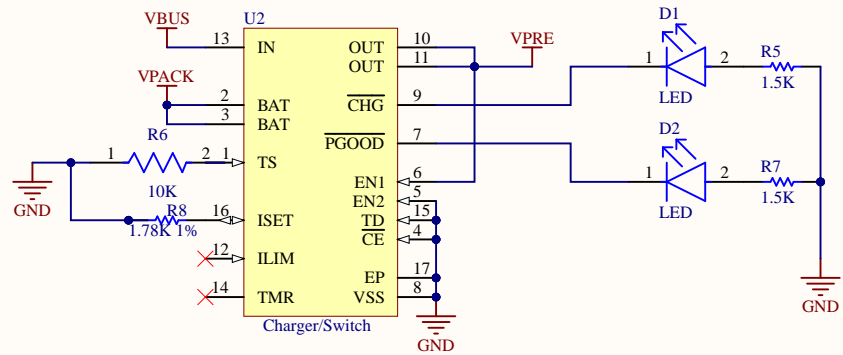 VBUS
U2
D1
13 IN OUT 10
OUT 11
VPRE
1 2
R5
1.5K
VPACK
LED
2 BAT C̅H̅G̅ 9
3 BAT
D2
R6
P̅G̅O̅O̅D̅ 7
1 2 1 TS
1 2
R7
1.5K
10K
EN1 6
LED
GND
EN2 5
R8
1.78K 1%
16 ISET TD 15
C̅E̅ 4
12 ILIM
EP 17
14 TMR VSS 8
GND
Charger/Switch
GND